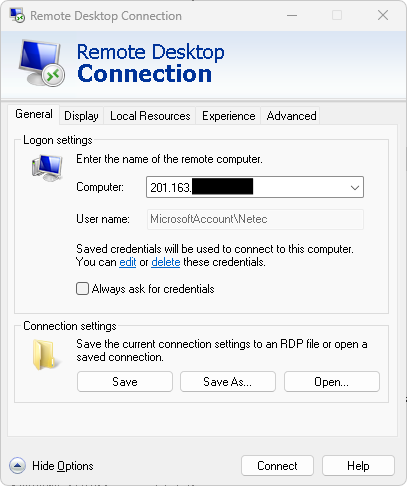 Remote Desktop Connection
Remote Desktop
Connection
General Display Local Resources Experience Advanced
Logon settings
Enter the name of the remote computer.
Computer: 201.163.
User name: MicrosoftAccount\Netec
Saved credentials will be used to connect to this computer.
You can edit or delete these credentials.
Always ask for credentials
Connection settings
Save the current connection settings to an RDP file or open a
saved connection.
Save Save As... Open...
Hide Options Connect Help